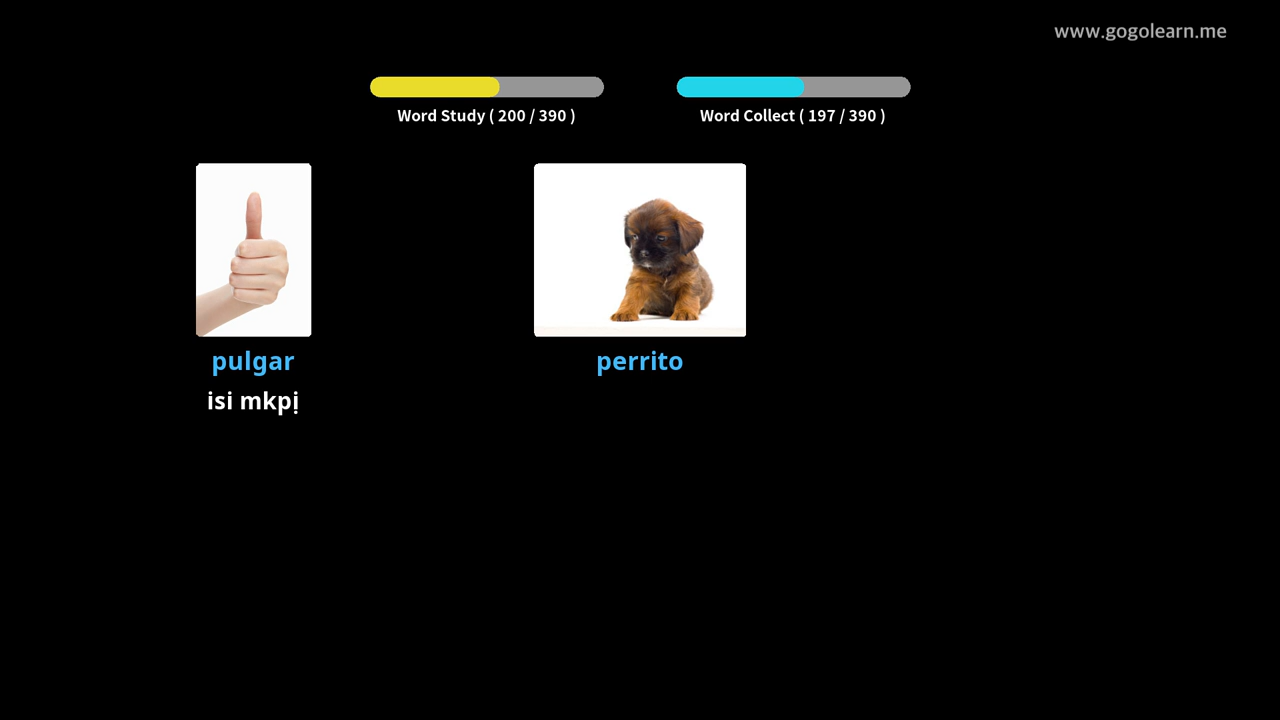 www.gogolearn.me
Word Study ( 200 / 390 )
Word Collect ( 197 / 390 )
pulgar
perrito
isi mkpị